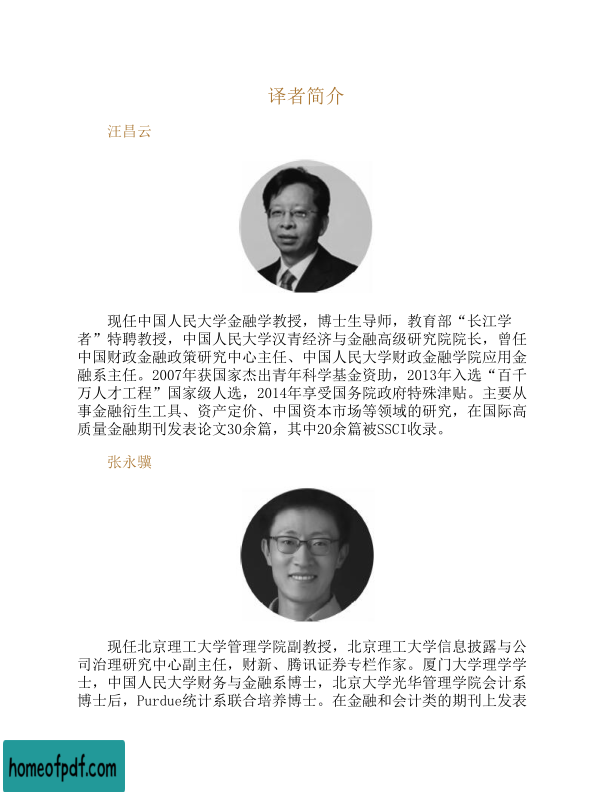 译者简介
汪昌云
现任中国人民大学金融学教授，博士生导师，教育部“长江学
者”特聘教授，中国人民大学汉青经济与金融高级研究院院长，曾任
中国财政金融政策研究中心主任、中国人民大学财政金融学院应用金
融系主任。2007年获国家杰出青年科学基金资助，2013年入选“百千
万人才工程”国家级人选，2014年享受国务院政府特殊津贴。主要从
事金融衍生工具、资产定价、中国资本市场等领域的研究，在国际高
质量金融期刊发表论文30余篇，其中20余篇被SSCI收录。
张永骥
现任北京理工大学管理学院副教授，北京理工大学信息披露与公
司治理研究中心副主任，财新、腾讯证券专栏作家。厦门大学理学学
士，中国人民大学财务与金融系博士，北京大学光华管理学院会计系
博士后，Purdue统计系联合培养博士。在金融和会计类的期刊上发表
homeofpdf.com